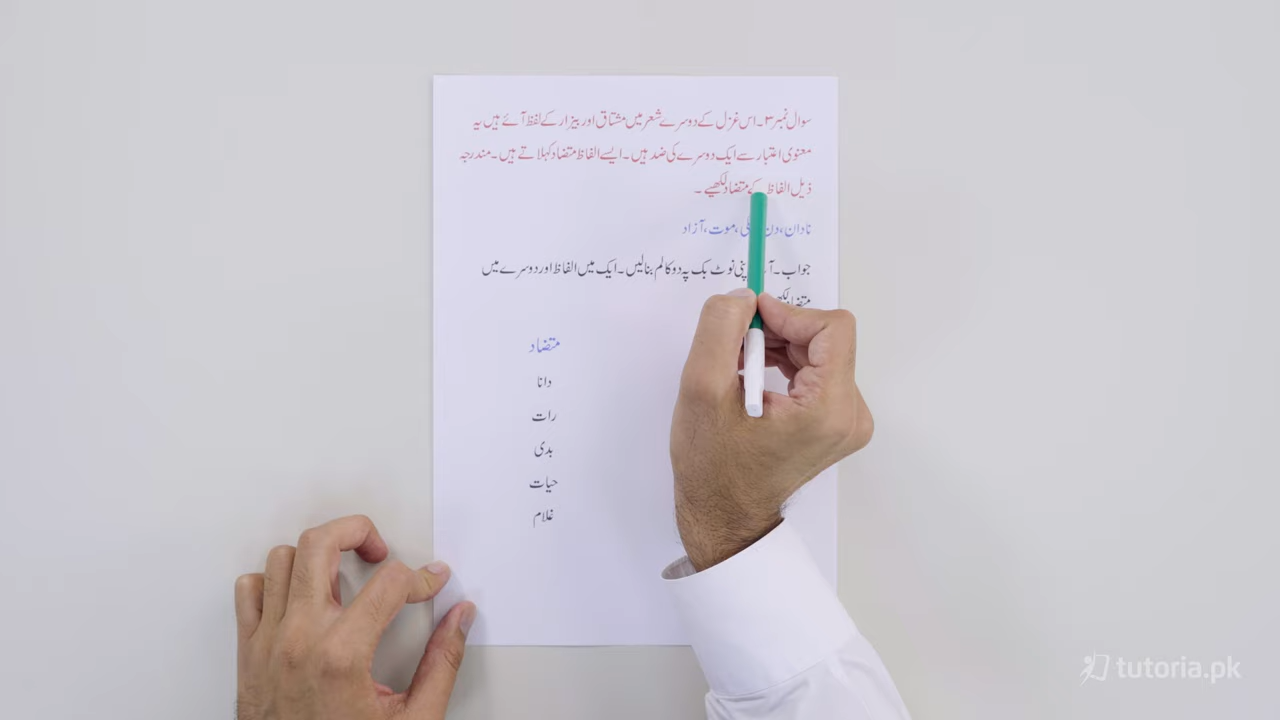 سوال نمبر ۳۔ اس غزل کے دوسرے شعر میں مشتاق اور بیزار کے لفظ آئے ہیں یہ
معنوی اعتبار سے ایک دوسرے کی ضد ہیں۔ ایسے الفاظ متضاد کہلاتے ہیں۔ مندرجہ
ذیل الفاظ کے متضاد لکھیے۔
نادان، دن، موت، آزاد
جواب۔ نوٹ بک پہ دو کالم بنالیں۔ ایک میں الفاظ اور دوسرے میں
متضاد
متضاد
دانا
رات
بدی
حیات
غلام
tutoria.pk